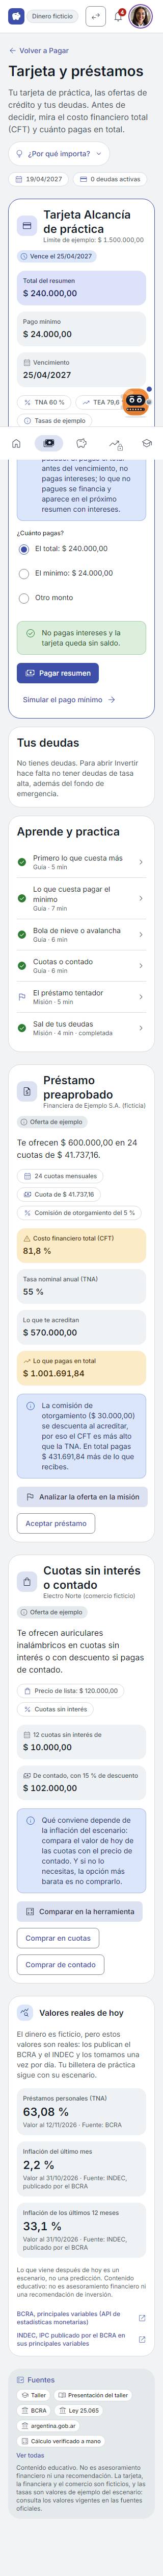 Dinero ficticio
4
Volver a Pagar
Tarjeta y préstamos
Tu tarjeta de práctica, las ofertas de
crédito y tus deudas. Antes de
decidir, mira el costo financiero total
(CFT) y cuánto pagas en total.
¿Por qué importa?
19/04/2027
0 deudas activas
Tarjeta Alcancía
de práctica
Límite de ejemplo: $ 1.500.000,00
Vence el 25/04/2027
Total del resumen
$ 240.000,00
Pago mínimo
$ 24.000,00
Vencimiento
25/04/2027
TNA 60 %
TEA 79,6
Tasas de ejemplo
antes del vencimiento, no
pagas intereses; lo que no
pagues se financia y
aparece en el próximo
resumen con intereses.
¿Cuánto pagas?
El total: $ 240.000,00
El mínimo: $ 24.000,00
Otro monto
No pagas intereses y la
tarjeta queda sin saldo.
Pagar resumen
Simular el pago mínimo
Tus deudas
No tienes deudas. Para abrir Invertir
hace falta no tener deudas de tasa
alta, además del fondo de
emergencia.
Aprende y practica
Primero lo que cuesta más
Guía · 5 min
Lo que cuesta pagar el
mínimo
Guía · 7 min
Bola de nieve o avalancha
Guía · 6 min
Cuotas o contado
Guía · 6 min
El préstamo tentador
Misión · 5 min
Sal de tus deudas
Misión · 4 min · completada
Préstamo
preaprobado
Financiera de Ejemplo S.A. (ficticia)
Oferta de ejemplo
Te ofrecen $ 600.000,00 en 24
cuotas de $ 41.737,16.
24 cuotas mensuales
Cuota de $ 41.737,16
Comisión de otorgamiento del 5 %
Costo financiero total (CFT)
81,8 %
Tasa nominal anual (TNA)
55 %
Lo que te acreditan
$ 570.000,00
Lo que pagas en total
$ 1.001.691,84
La comisión de
otorgamiento ($ 30.000,00)
se descuenta al acreditar,
por eso el CFT es más alto
que la TNA. En total pagas
$ 431.691,84 más de lo que
recibes.
Analizar la oferta en la misión
Aceptar préstamo
Cuotas sin interés
o contado
Electro Norte (comercio ficticio)
Oferta de ejemplo
Te ofrecen auriculares
inalámbricos en cuotas sin
interés o con descuento si pagas
de contado.
Precio de lista: $ 120.000,00
Cuotas sin interés
12 cuotas sin interés de
$ 10.000,00
De contado, con 15 % de descuento
$ 102.000,00
Qué conviene depende de
la inflación del escenario:
compara el valor de hoy de
las cuotas con el precio de
contado. Y si no lo
necesitas, la opción más
barata es no comprarlo.
Comparar en la herramienta
Comprar en cuotas
Comprar de contado
Valores reales de hoy
El dinero es ficticio, pero estos
valores son reales: los publican el
BCRA y el INDEC y los tomamos una
vez por día. Tu billetera de práctica
sigue con su escenario.
Préstamos personales (TNA)
63,08 %
Valor al 12/11/2026 · Fuente: BCRA
Inflación del último mes
2,2 %
Valor al 31/10/2026 · Fuente: INDEC,
publicado por el BCRA
Inflación de los últimos 12 meses
33,1 %
Valor al 31/10/2026 · Fuente: INDEC,
publicado por el BCRA
Lo que viene después de hoy es un
escenario, no una predicción. Contenido
educativo: no es asesoramiento financiero ni
una recomendación de inversión.
BCRA, principales variables (API de
estadísticas monetarias)
INDEC, IPC publicado por el BCRA en
sus principales variables
Fuentes
Taller
Presentación del taller
BCRA
Ley 25.065
argentina.gob.ar
Cálculo verificado a mano
Ver todas
Contenido educativo. No es asesoramiento
financiero ni una recomendación. La tarjeta,
la financiera y el comercio son ficticios, y las
tasas son valores de ejemplo del escenario:
consulta los valores vigentes en las fuentes
oficiales.